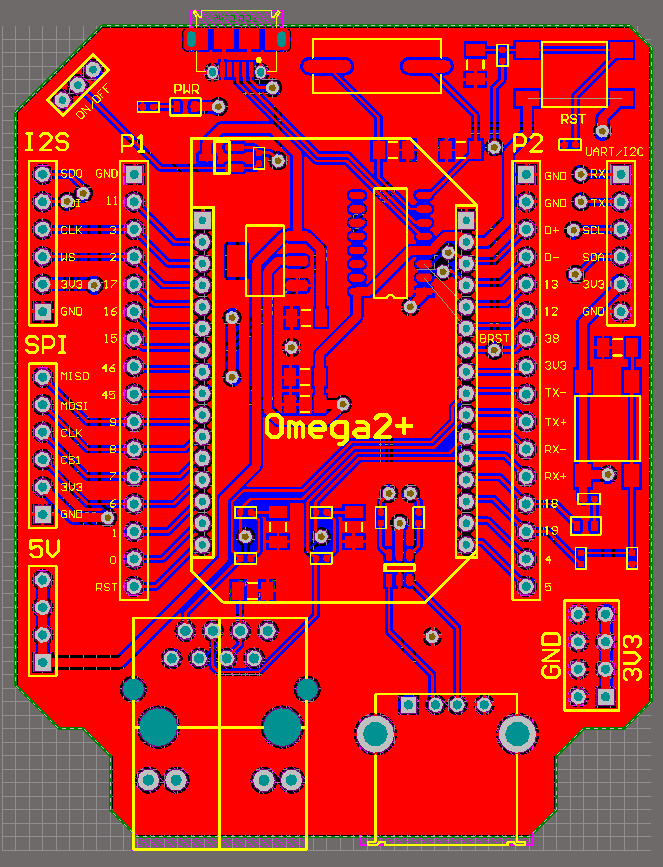 PWR
ON/OFF
RST
I2S
P1
P2
UART/I2C
SDO
CLK
WS
3V3
GND
GND
11
3
2
17
16
15
46
45
9
8
7
6
1
0
RST
GND
GND
D+
D-
13
12
38
3V3
TX-
TX+
RX-
RX+
18
19
4
5
RX
TX
SCL
SDA
3V3
GND
BRST
SPI
MISO
MOSI
CLK
CS1
3V3
GND
Omega2+
5V
GND
3V3